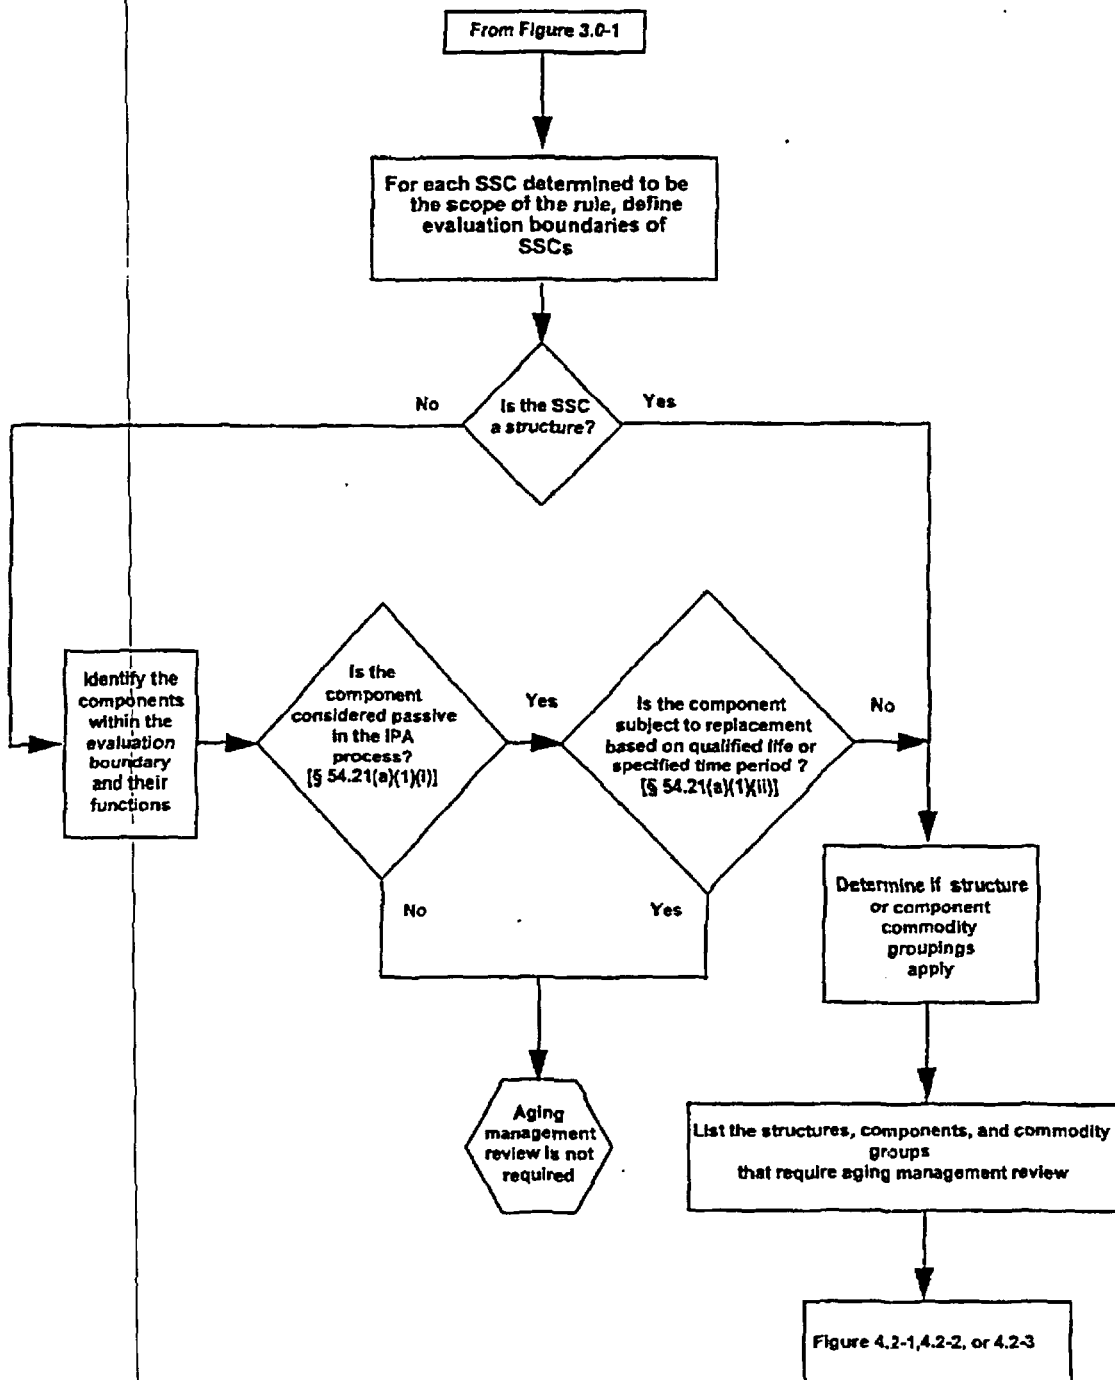 From Figure 3.0-1
For each SSC determined to be
the scope of the rule, define
evaluation boundaries of
SSCs
No
Is the SSC
a structure?
Yes
Identify the
components
within the
evaluation
boundary
and their
functions
Is the
component
considered passive
in the IPA
process?
[§ 54.21(a)(1)(i)]
Yes
Is the component
subject to replacement
based on qualified life or
specified time period ?
[§ 54.21(a)(1)(ii)]
No
No
Yes
Determine if structure
or component
commodity
groupings
apply
Aging
management
review is not
required
List the structures, components, and commodity
groups
that require aging management review
Figure 4.2-1,4.2-2, or 4.2-3